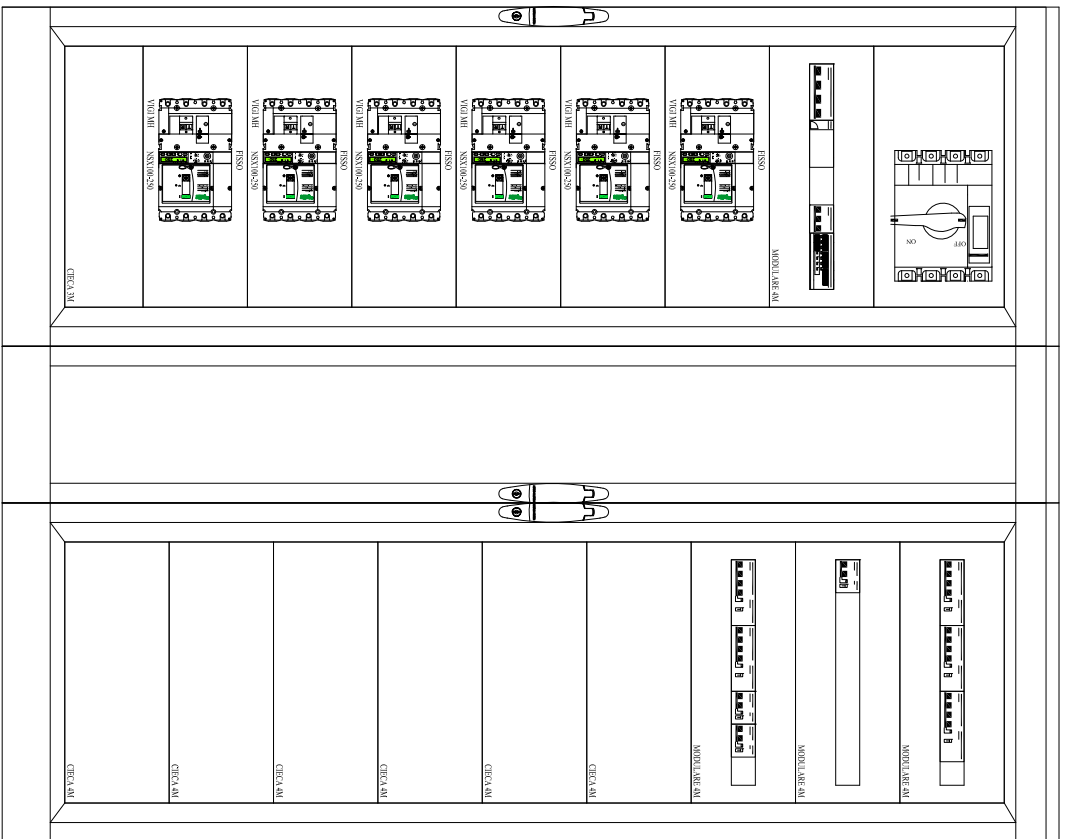 OFF
ON
MODULARE 4M
FISSO
VIGI MH NSX100-250
FISSO
VIGI MH NSX100-250
FISSO
VIGI MH NSX100-250
FISSO
VIGI MH NSX100-250
FISSO
VIGI MH NSX100-250
FISSO
VIGI MH NSX100-250
CIECA 3M
MODULARE 4M
MODULARE 4M
MODULARE 4M
CIECA 4M
CIECA 4M
CIECA 4M
CIECA 4M
CIECA 4M
CIECA 4M